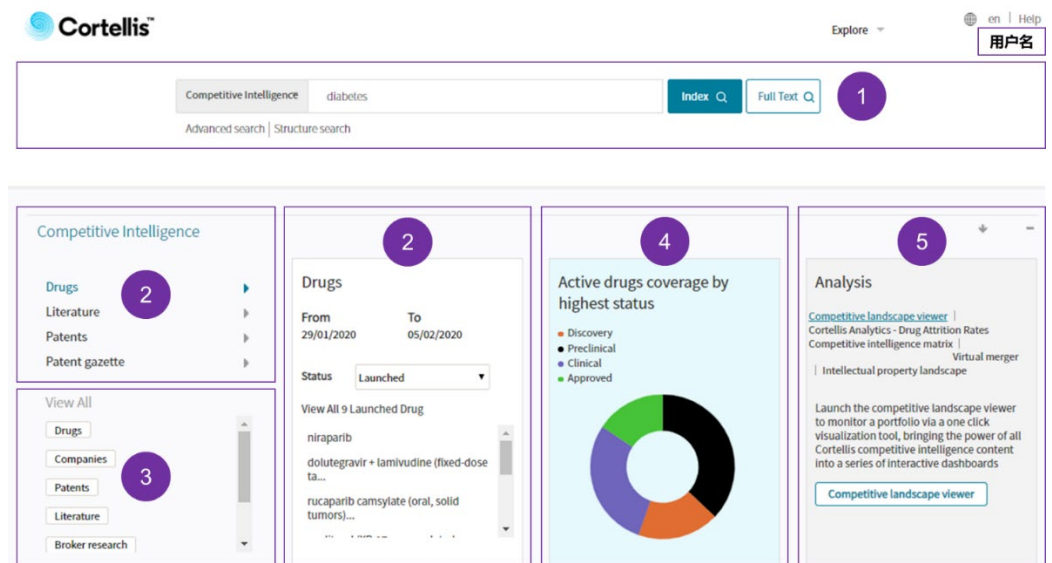 Cortellis™
Explore
en | Help
用户名
Competitive Intelligence
diabetes
Index
Full Text
1
Advanced search | Structure search
Competitive Intelligence
2
Drugs
Literature
Patents
Patent gazette
View All
3
Drugs
Companies
Patents
Literature
Broker research
2
Drugs
From To
29/01/2020 05/02/2020
Status Launched
View All 9 Launched Drug
niraparib
dolutegravir + lamivudine (fixed-dose
ta...
rucaparib camsylate (oral, solid
tumors)...
4
Active drugs coverage by
highest status
Discovery
Preclinical
Clinical
Approved
5
Analysis
Competitive landscape viewer |
Cortellis Analytics - Drug Attrition Rates
Competitive intelligence matrix |
Virtual merger
| Intellectual property landscape
Launch the competitive landscape viewer
to monitor a portfolio via a one click
visualization tool, bringing the power of all
Cortellis competitive intelligence content
into a series of interactive dashboards
Competitive landscape viewer